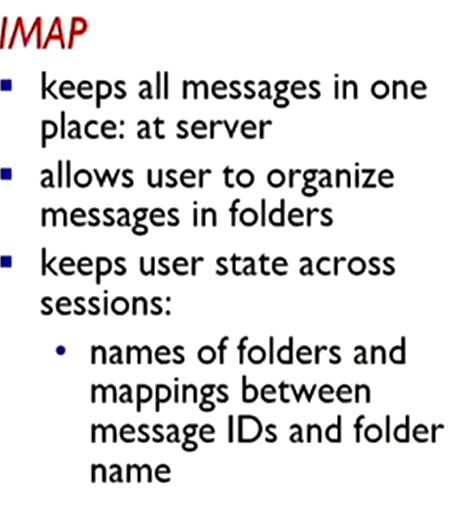 IMAP
▪ keeps all messages in one
place: at server
▪ allows user to organize
messages in folders
▪ keeps user state across
sessions:
• names of folders and
mappings between
message IDs and folder
name